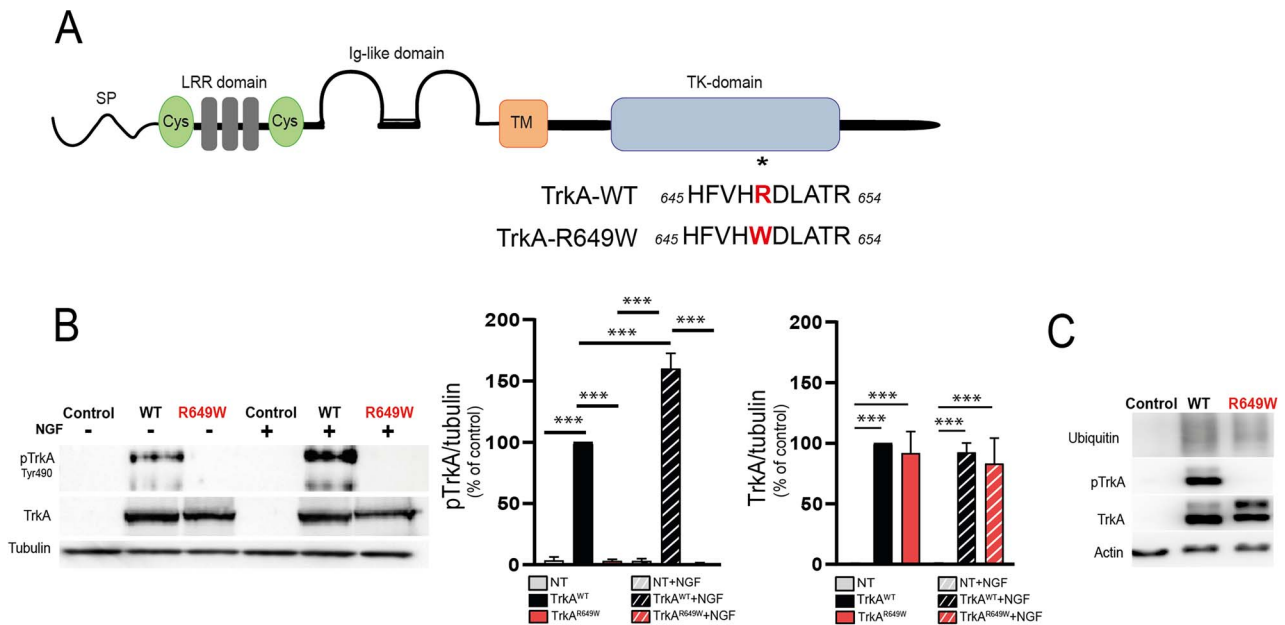 A
SP
LRR domain
Ig-like domain
TK-domain
Cys
Cys
TM
*
TrkA-WT 645 HFVHRDLATR 654
TrkA-R649W 645 HFVHWDLATR 654
B
Control WT R649W Control WT R649W
NGF - - - + + +
pTrkA
Tyr490
TrkA
Tubulin
pTrkA/tubulin
(% of control)
200
150
100
50
0
***
***
***
***
***
NT
TrkAWT
TrkAR649W
NT+NGF
TrkAWT+NGF
TrkAR649W+NGF
TrkA/tubulin
(% of control)
200
150
100
50
0
***
***
***
***
NT
TrkAWT
TrkAR649W
NT+NGF
TrkAWT+NGF
TrkAR649W+NGF
C
Control WT R649W
Ubiquitin
pTrkA
TrkA
Actin